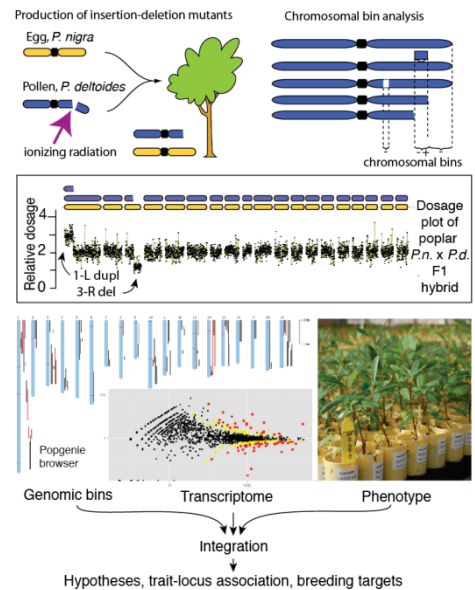 Production of insertion-deletion mutants
Egg, P. nigra
Pollen, P. deltoides
ionizing radiation
Chromosomal bin analysis
- + -
chromosomal bins
Relative dosage
4
2
0
1-L dupl
3-R del
Dosage
plot of
poplar
P.n. x P.d.
F1
hybrid
Popgenie
browser
Genomic bins
Transcriptome
Phenotype
Integration
Hypotheses, trait-locus association, breeding targets